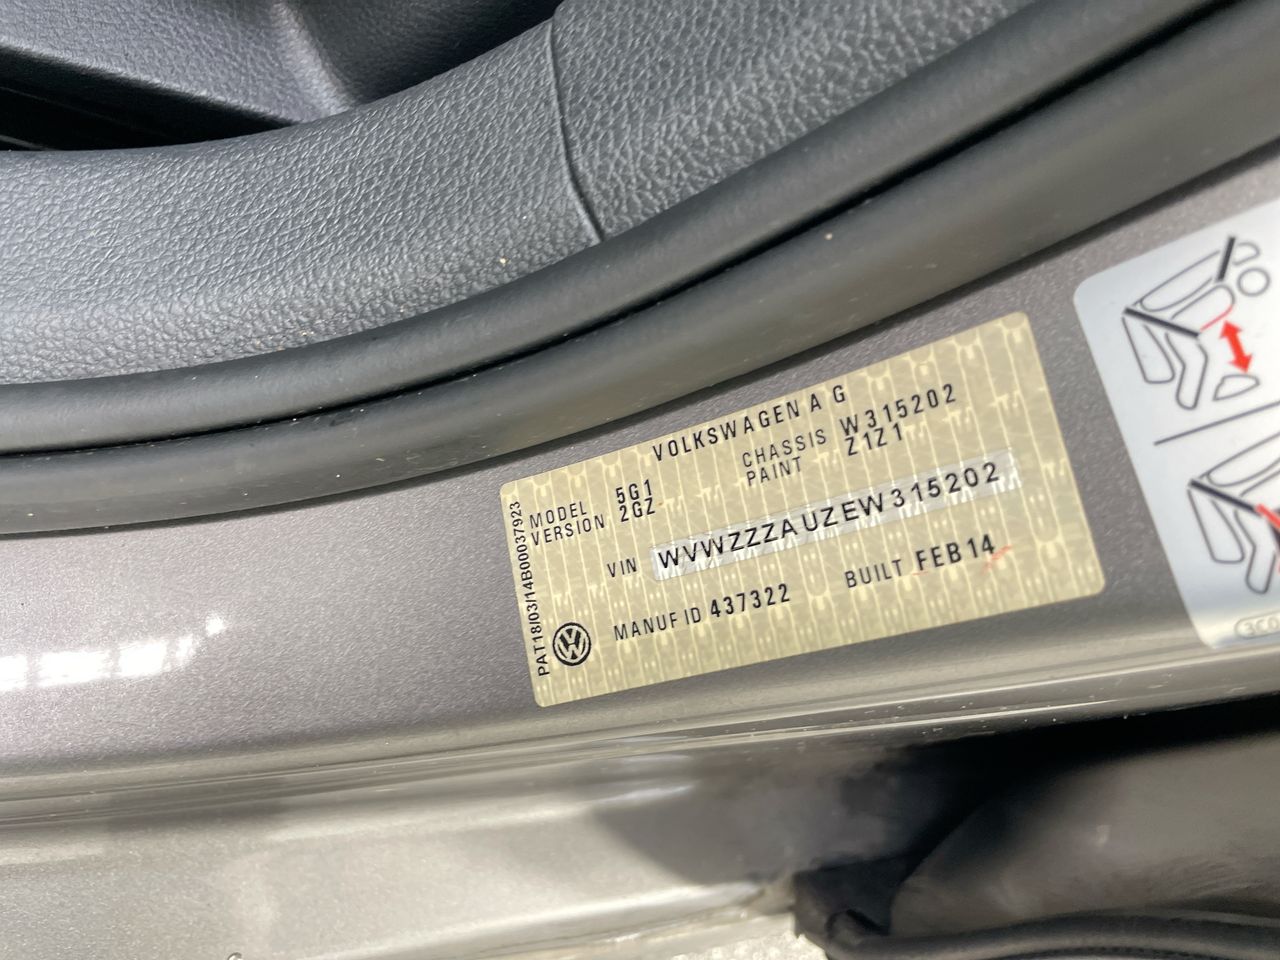 VOLKSWAGEN A G
MODEL 5G1 CHASSIS W315202
VERSION 2GZ PAINT Z1Z1
VIN WVWZZZAUZEW315202
MANUF ID 437322 BUILT FEB14
PAT18/03/14B00037923
3C0